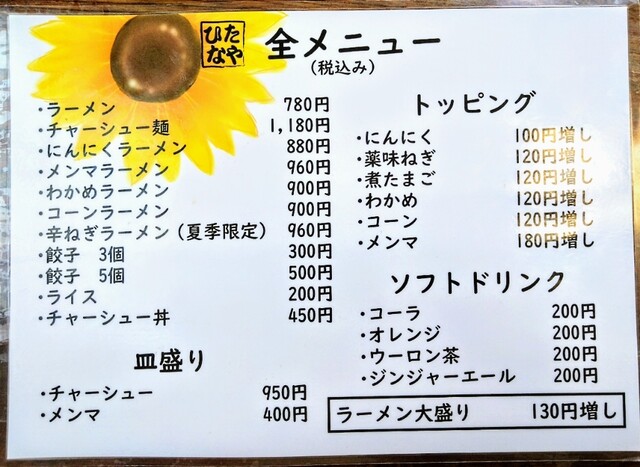 ひなたや
全メニュー
(税込み)
・ラーメン 780円
・チャーシュー麺 1,180円
・にんにくラーメン 880円
・メンマラーメン 960円
・わかめラーメン 900円
・コーンラーメン 900円
・辛ねぎラーメン(夏季限定) 960円
・餃子 3個 300円
・餃子 5個 500円
・ライス 200円
・チャーシュー丼 450円
皿盛り
・チャーシュー 950円
・メンマ 400円
トッピング
・にんにく 100円増し
・薬味ねぎ 120円増し
・煮たまご 120円増し
・わかめ 120円増し
・コーン 120円増し
・メンマ 180円増し
ソフトドリンク
・コーラ 200円
・オレンジ 200円
・ウーロン茶 200円
・ジンジャーエール 200円
ラーメン大盛り 130円増し